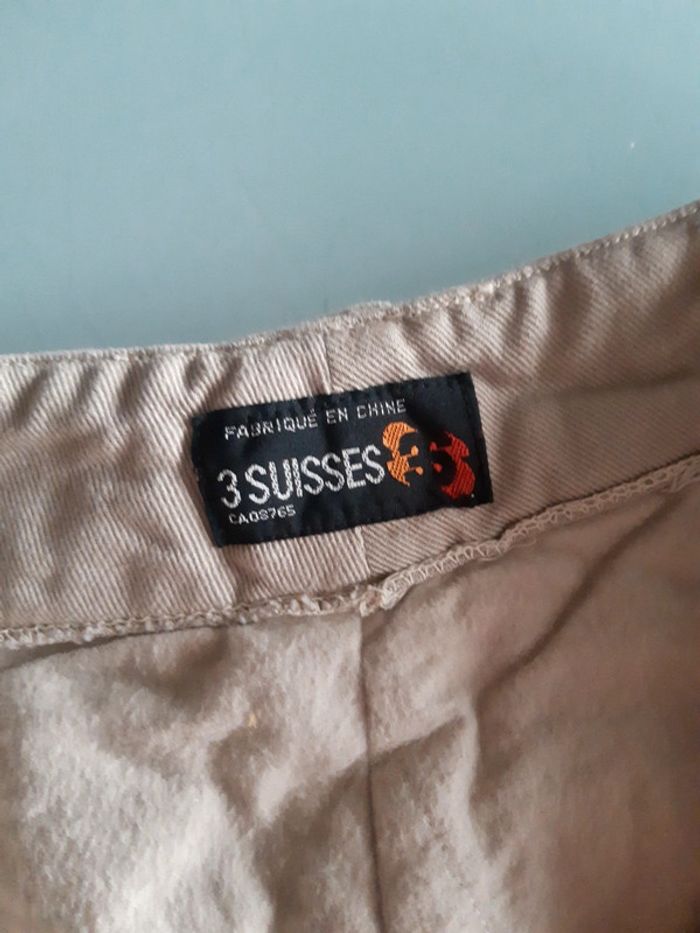 FABRIQUÉ EN CHINE
3 SUISSES
CA08765